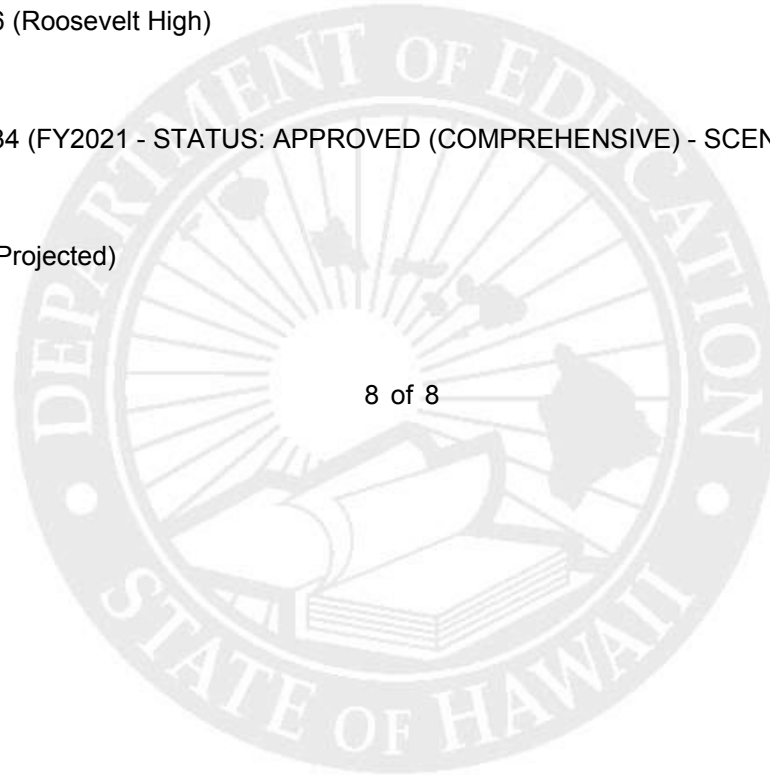 6 (Roosevelt High)
34 (FY2021 - STATUS: APPROVED (COMPREHENSIVE) - SCEN
Projected)
8 of 8
DEPARTMENT OF EDUCATION
STATE OF HAWAII